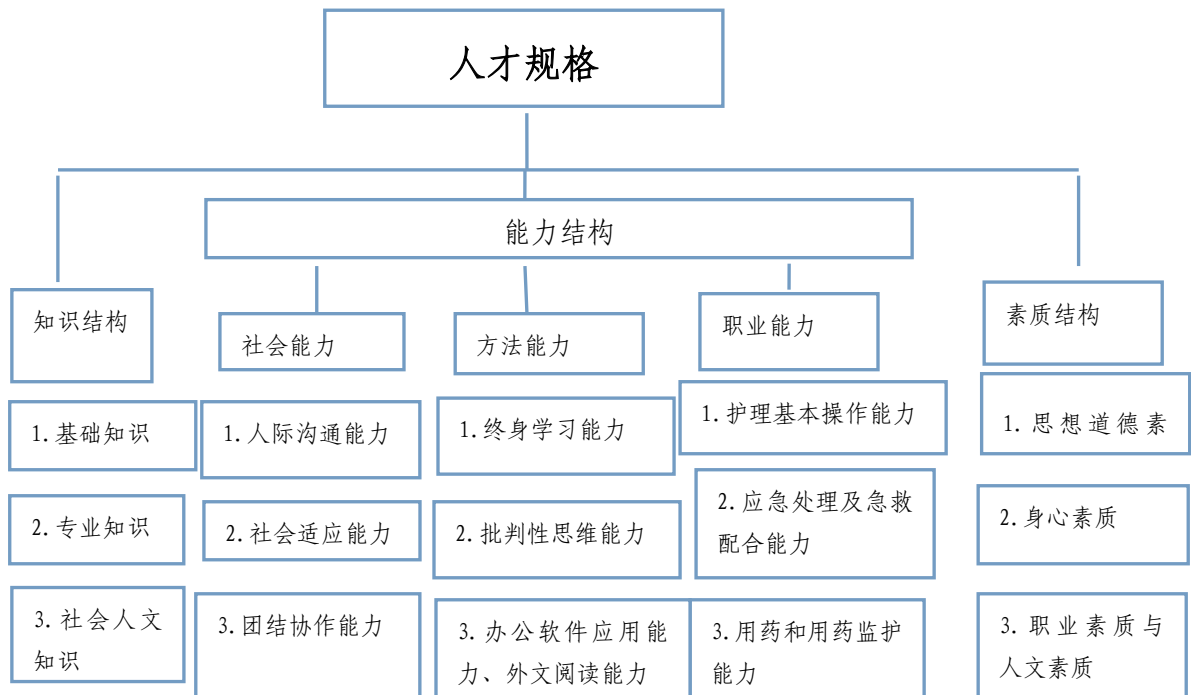 人才规格
能力结构
知识结构
社会能力
方法能力
职业能力
素质结构
1.基础知识
1.人际沟通能力
1.终身学习能力
1.护理基本操作能力
1.思想道德素
2.专业知识
2.社会适应能力
2.批判性思维能力
2.应急处理及急救
配合能力
2.身心素质
3.社会人文
知识
3.团结协作能力
3.办公软件应用能
力、外文阅读能力
3.用药和用药监护
能力
3.职业素质与
人文素质